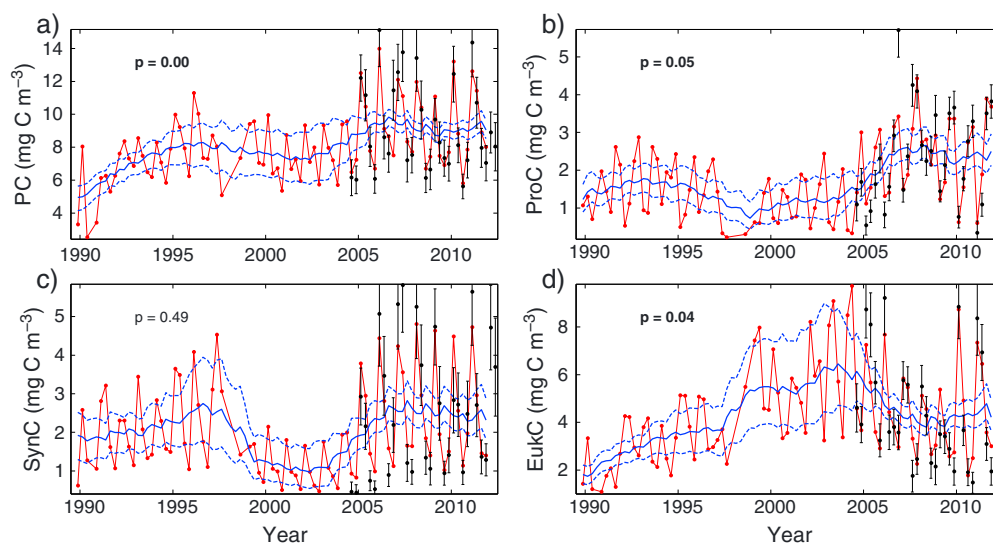 a)
p = 0.00
PC (mg C m⁻³)
14
12
10
8
6
4
1990 1995 2000 2005 2010
b)
p = 0.05
ProC (mg C m⁻³)
5
4
3
2
1
1990 1995 2000 2005 2010
c)
p = 0.49
SynC (mg C m⁻³)
5
4
3
2
1
1990 1995 2000 2005 2010
Year
d)
p = 0.04
EukC (mg C m⁻³)
8
6
4
2
1990 1995 2000 2005 2010
Year